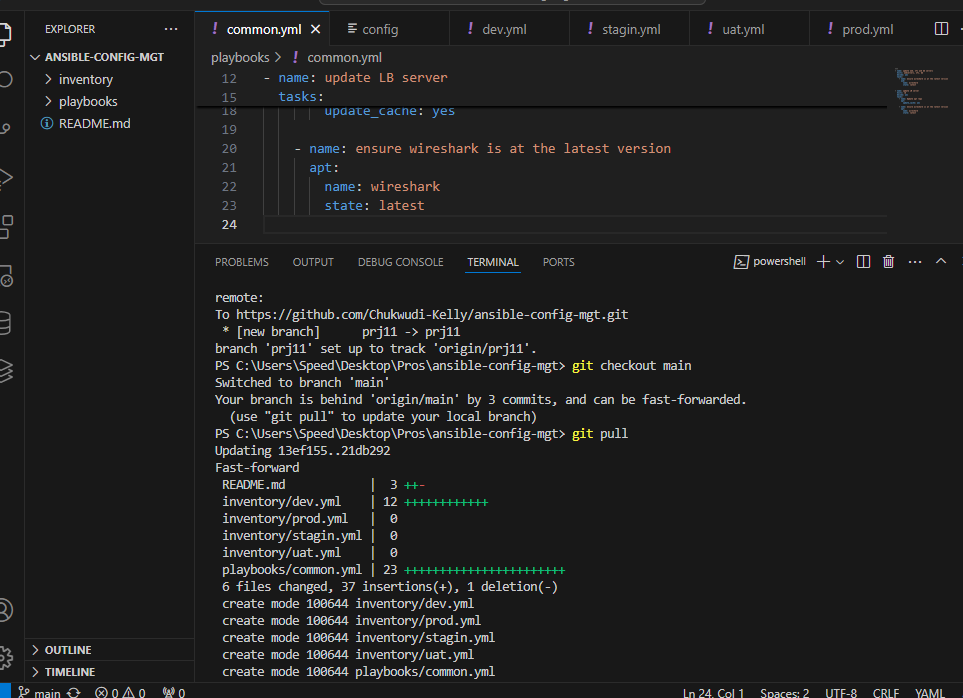 EXPLORER
ANSIBLE-CONFIG-MGT
inventory
playbooks
README.md
OUTLINE
TIMELINE
! common.yml
config
! dev.yml
! stagin.yml
! uat.yml
! prod.yml
playbooks > ! common.yml
12 - name: update LB server
15 tasks:
18 update_cache: yes
19
20 - name: ensure wireshark is at the latest version
21 apt:
22 name: wireshark
23 state: latest
24
PROBLEMS OUTPUT DEBUG CONSOLE TERMINAL PORTS
powershell
remote:
To https://github.com/Chukwudi-Kelly/ansible-config-mgt.git
* [new branch] prj11 -> prj11
branch 'prj11' set up to track 'origin/prj11'.
PS C:\Users\Speed\Desktop\Pros\ansible-config-mgt> git checkout main
Switched to branch 'main'
Your branch is behind 'origin/main' by 3 commits, and can be fast-forwarded.
(use "git pull" to update your local branch)
PS C:\Users\Speed\Desktop\Pros\ansible-config-mgt> git pull
Updating 13ef155..21db292
Fast-forward
README.md | 3 ++-
inventory/dev.yml | 12 ++++++++++++
inventory/prod.yml | 0
inventory/stagin.yml | 0
inventory/uat.yml | 0
playbooks/common.yml | 23 +++++++++++++++++++++++
6 files changed, 37 insertions(+), 1 deletion(-)
create mode 100644 inventory/dev.yml
create mode 100644 inventory/prod.yml
create mode 100644 inventory/stagin.yml
create mode 100644 inventory/uat.yml
create mode 100644 playbooks/common.yml
main 0 0 0 Ln 24, Col 1 Spaces: 2 UTF-8 CRLF YAML